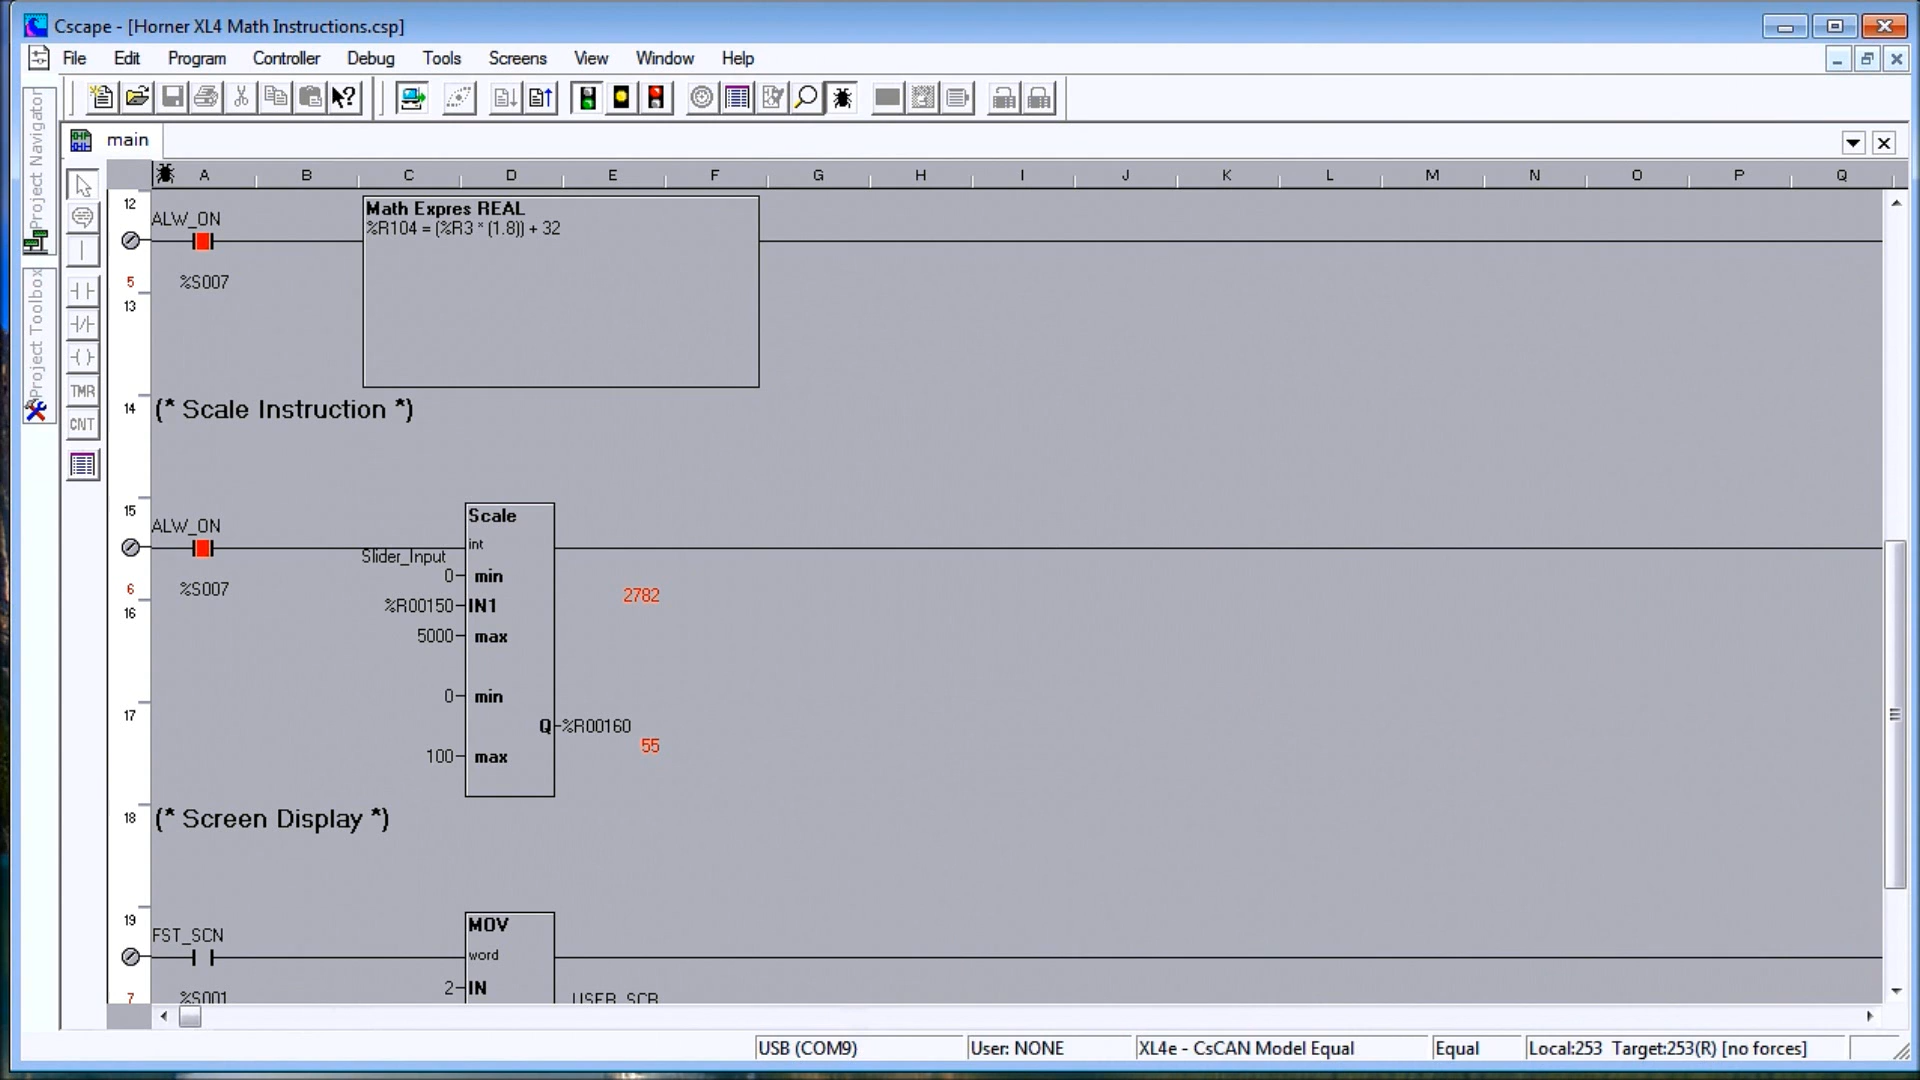 Cscape - [Horner XL4 Math Instructions.csp]
File Edit Program Controller Debug Tools Screens View Window Help
Project Navigator
Project Toolbox
main
A B C D E F G H I J K L M N O P Q
TMR
CNT
12
ALW_ON
Math Expres REAL
%R104 = (%R3 * (1.8)) + 32
5
%S007
13
14
(* Scale Instruction *)
15
ALW_ON
Scale
int
Slider_Input
0 min
6
%S007
2782
%R00150 IN1
16
5000 max
0 min
17
Q %R00160
55
100 max
18
(* Screen Display *)
19
FST_SCN
MOV
word
2 IN
7
%S001
USER_SCR
USB (COM9) User: NONE XL4e - CsCAN Model Equal Equal Local:253 Target:253(R) [no forces]